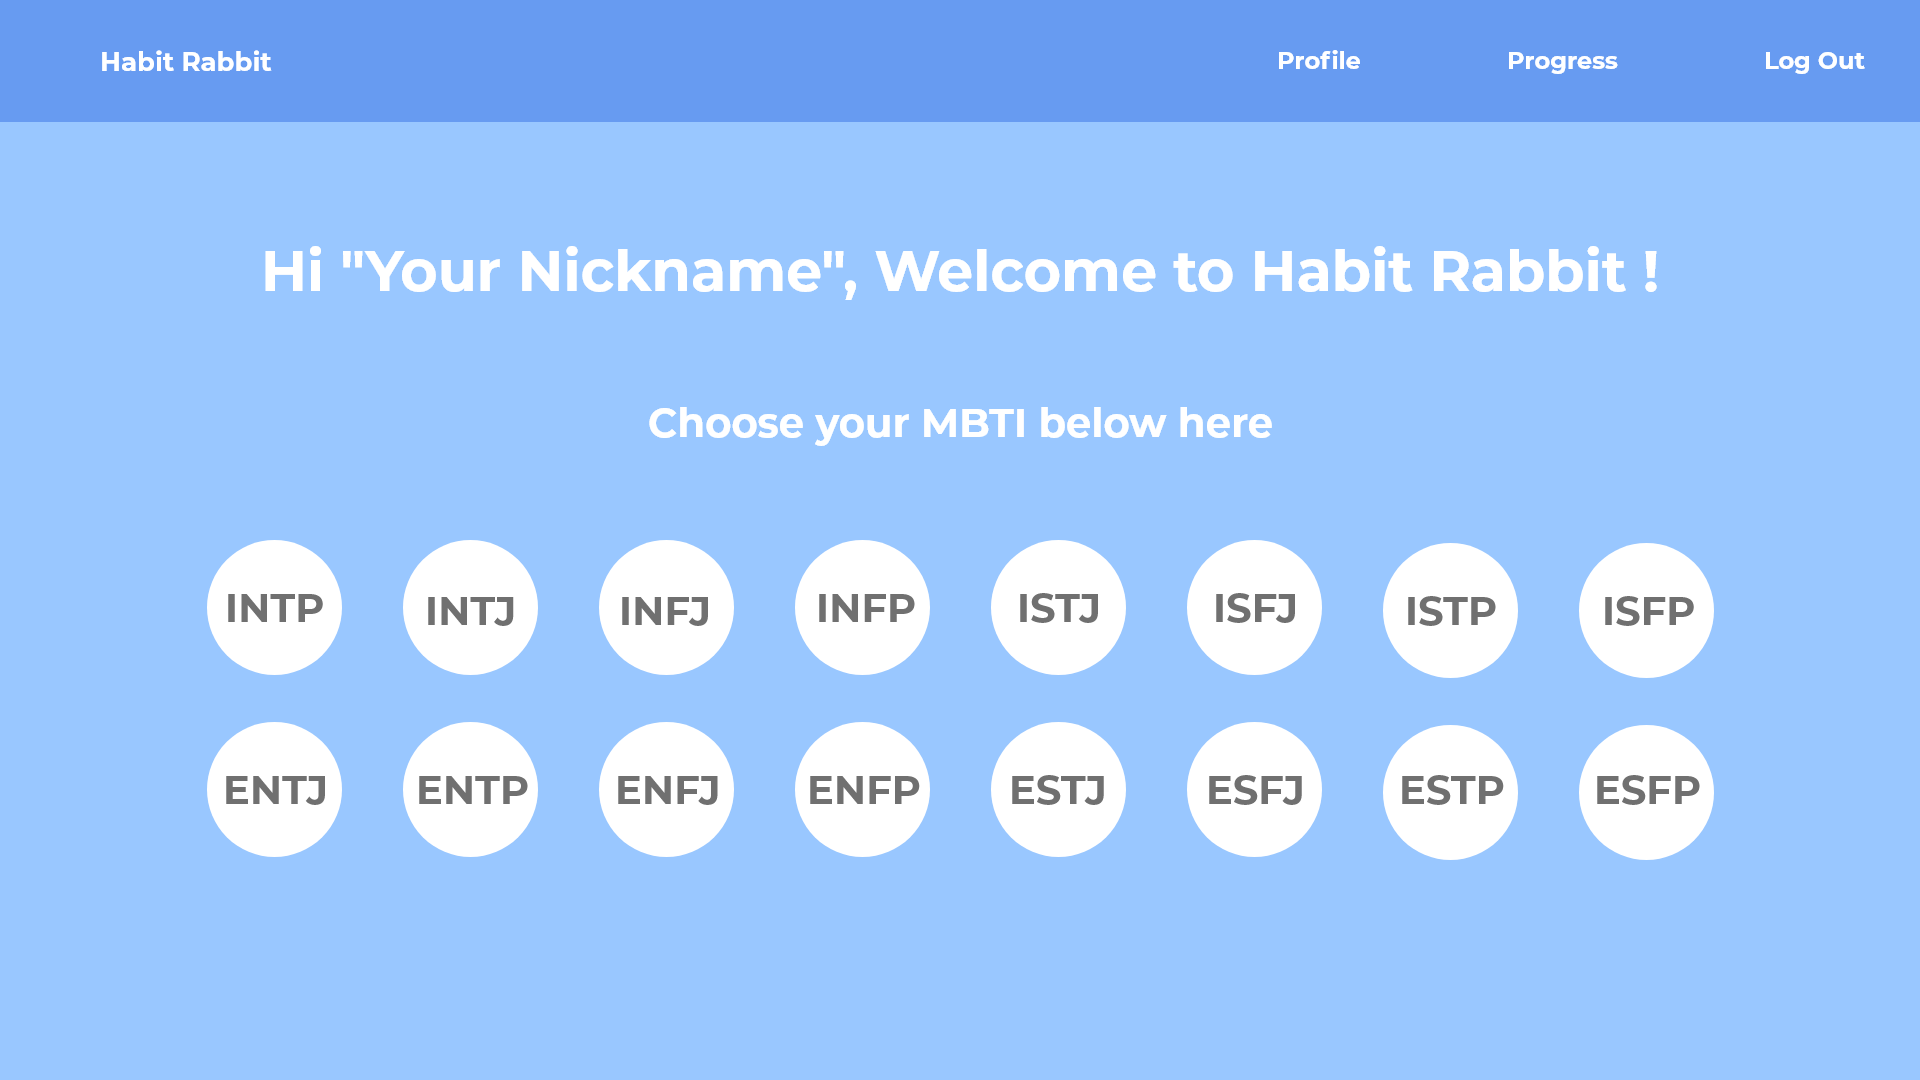 Habit Rabbit Profile Progress Log Out
Hi "Your Nickname", Welcome to Habit Rabbit !
Choose your MBTI below here
INTP INTJ INFJ INFP ISTJ ISFJ ISTP ISFP
ENTJ ENTP ENFJ ENFP ESTJ ESFJ ESTP ESFP